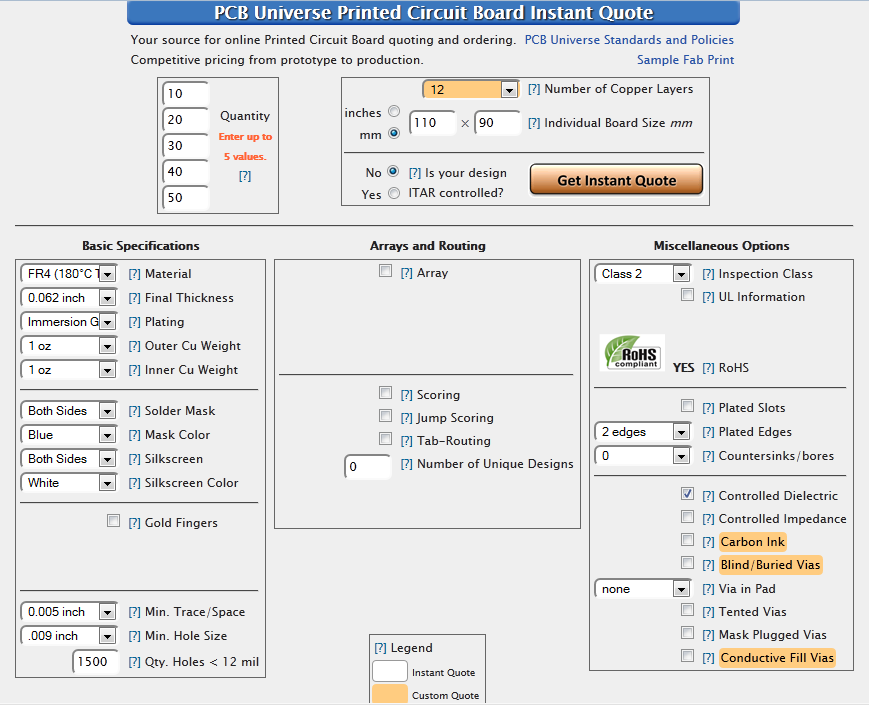 PCB Universe Printed Circuit Board Instant Quote
Your source for online Printed Circuit Board quoting and ordering. PCB Universe Standards and Policies
Competitive pricing from prototype to production. Sample Fab Print
10
20
30
40
50
Quantity
Enter up to
5 values.
[?]
12 [?] Number of Copper Layers
inches
mm
110 × 90 [?] Individual Board Size mm
No [?] Is your design
Yes ITAR controlled?
Get Instant Quote
Basic Specifications
FR4 (180°C T [?] Material
0.062 inch [?] Final Thickness
Immersion G [?] Plating
1 oz [?] Outer Cu Weight
1 oz [?] Inner Cu Weight
Both Sides [?] Solder Mask
Blue [?] Mask Color
Both Sides [?] Silkscreen
White [?] Silkscreen Color
[?] Gold Fingers
0.005 inch [?] Min. Trace/Space
.009 inch [?] Min. Hole Size
1500 [?] Qty. Holes < 12 mil
Arrays and Routing
[?] Array
[?] Scoring
[?] Jump Scoring
[?] Tab-Routing
0 [?] Number of Unique Designs
[?] Legend
Instant Quote
Custom Quote
Miscellaneous Options
Class 2 [?] Inspection Class
[?] UL Information
RoHS
compliant
YES [?] RoHS
[?] Plated Slots
2 edges [?] Plated Edges
0 [?] Countersinks/bores
[?] Controlled Dielectric
[?] Controlled Impedance
[?] Carbon Ink
[?] Blind/Buried Vias
none [?] Via in Pad
[?] Tented Vias
[?] Mask Plugged Vias
[?] Conductive Fill Vias